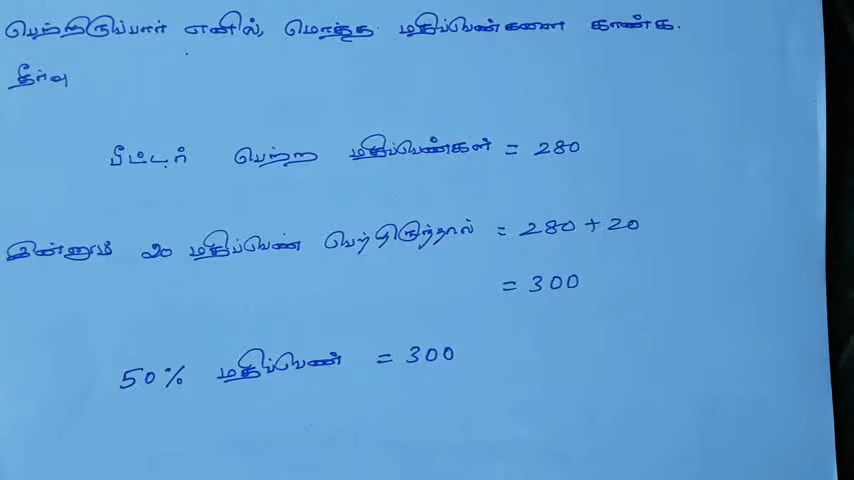 பெற்றிருப்பார் எனில், மொத்த மதிப்பெண்களை காண்க.
தீர்வு
பீட்டர் பெற்ற மதிப்பெண்கள் = 280
இன்னும் 20 மதிப்பெண் பெற்றிருந்தால் = 280 + 20
= 300
50% மதிப்பெண் = 300